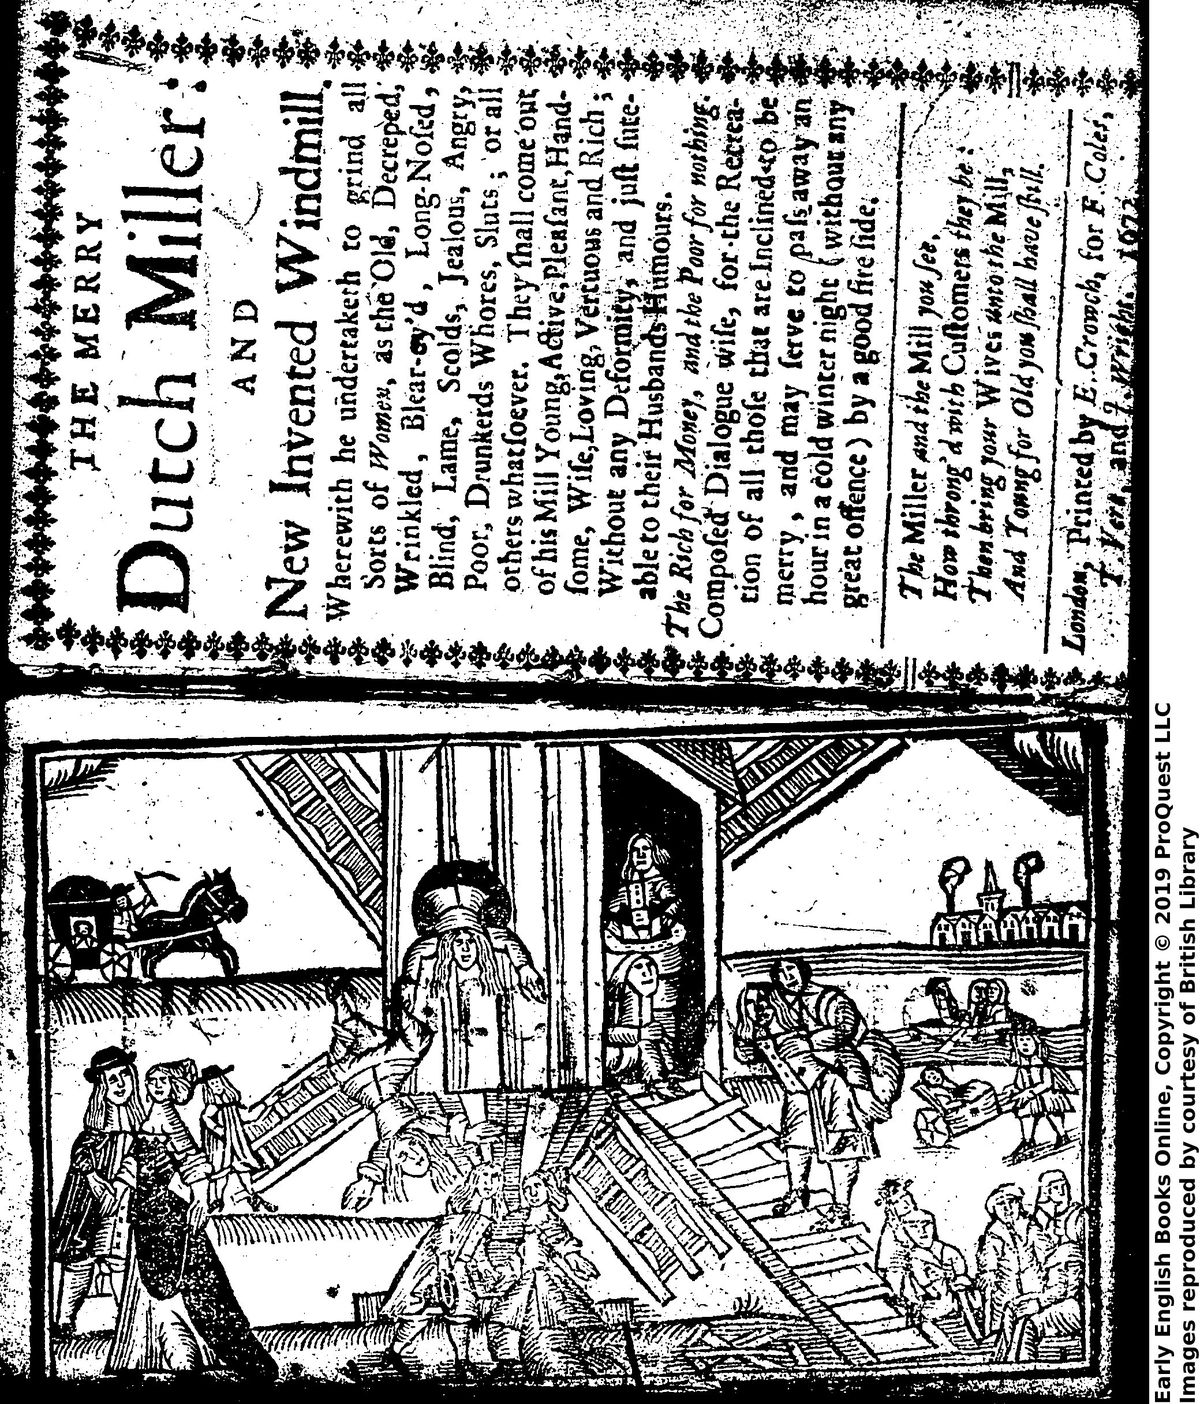 THE MERRY
Dutch Miller:
AND
New Invented Windmill.
Wherewith he undertaketh to grind all
Sorts of Women, as the Old, Decreped,
Wrinkled, Blear-ey'd, Long-Nosed,
Blind, Lame, Scolds, Jealous, Angry,
Poor, Drunkerds Whores, Sluts; or all
others whatſoever. They ſhall come out
of his Mill Young, Active, Pleaſant, Hand-
ſome, Wiſe, Loving, Vertuous and Rich;
Without any Deformity, and juſt ſute-
able to their Husbands Humours.
The Rich for Money, and the Poor for nothing.
Compoſed Dialogue wiſe, for the Recrea-
tion of all thoſe that are Inclined to be
merry, and may ſerve to paſs away an
hour in a cold winter night (without any
great offence) by a good fire ſide.
The Miller and the Mill you ſee,
How throng'd with Cuſtomers they be:
Then bring your Wives unto the Mill,
And Young for Old you ſhall have ſtill.
London, Printed by E. Crowch, for F. Coles,
T. Vere, and J. Wright. 1672
Early English Books Online, Copyright © 2019 ProQuest LLC
Images reproduced by courtesy of British Library